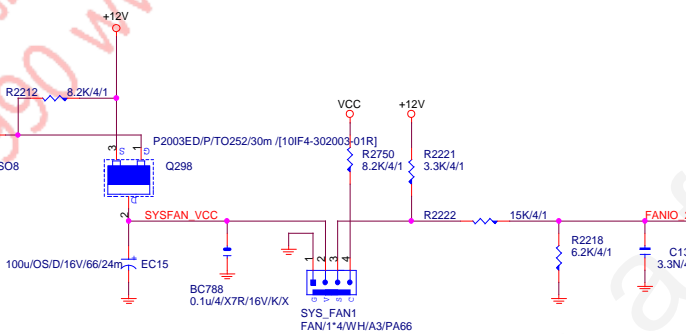 +12V
R2212
8.2K/4/1
P2003ED/P/TO252/30m /[10IF4-302003-01R]
SO8
3
S
1
G
Q298
D
2
SYSFAN_VCC
100u/OS/D/16V/66/24m
EC15
BC788
0.1u/4/X7R/16V/K/X
VCC
+12V
R2750
8.2K/4/1
R2221
3.3K/4/1
R2222
15K/4/1
FANIO_
R2218
6.2K/4/1
3.3N/
1
2
3
4
G
V
S
C
SYS_FAN1
FAN/1*4/WH/A3/PA66
990